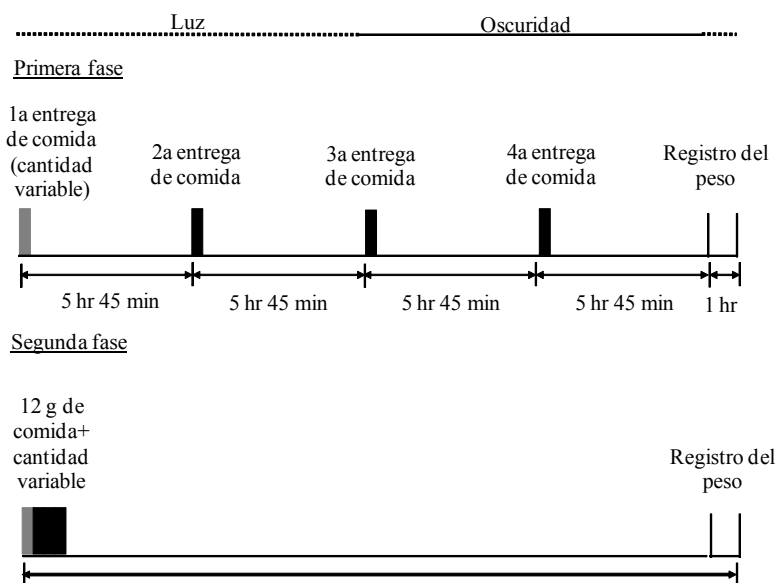 Luz
Oscuridad
Primera fase
1a entrega
de comida
(cantidad
variable)
2a entrega
de comida
3a entrega
de comida
4a entrega
de comida
Registro del
peso
5 hr 45 min
5 hr 45 min
5 hr 45 min
5 hr 45 min
1 hr
Segunda fase
12 g de
comida+
cantidad
variable
Registro del
peso